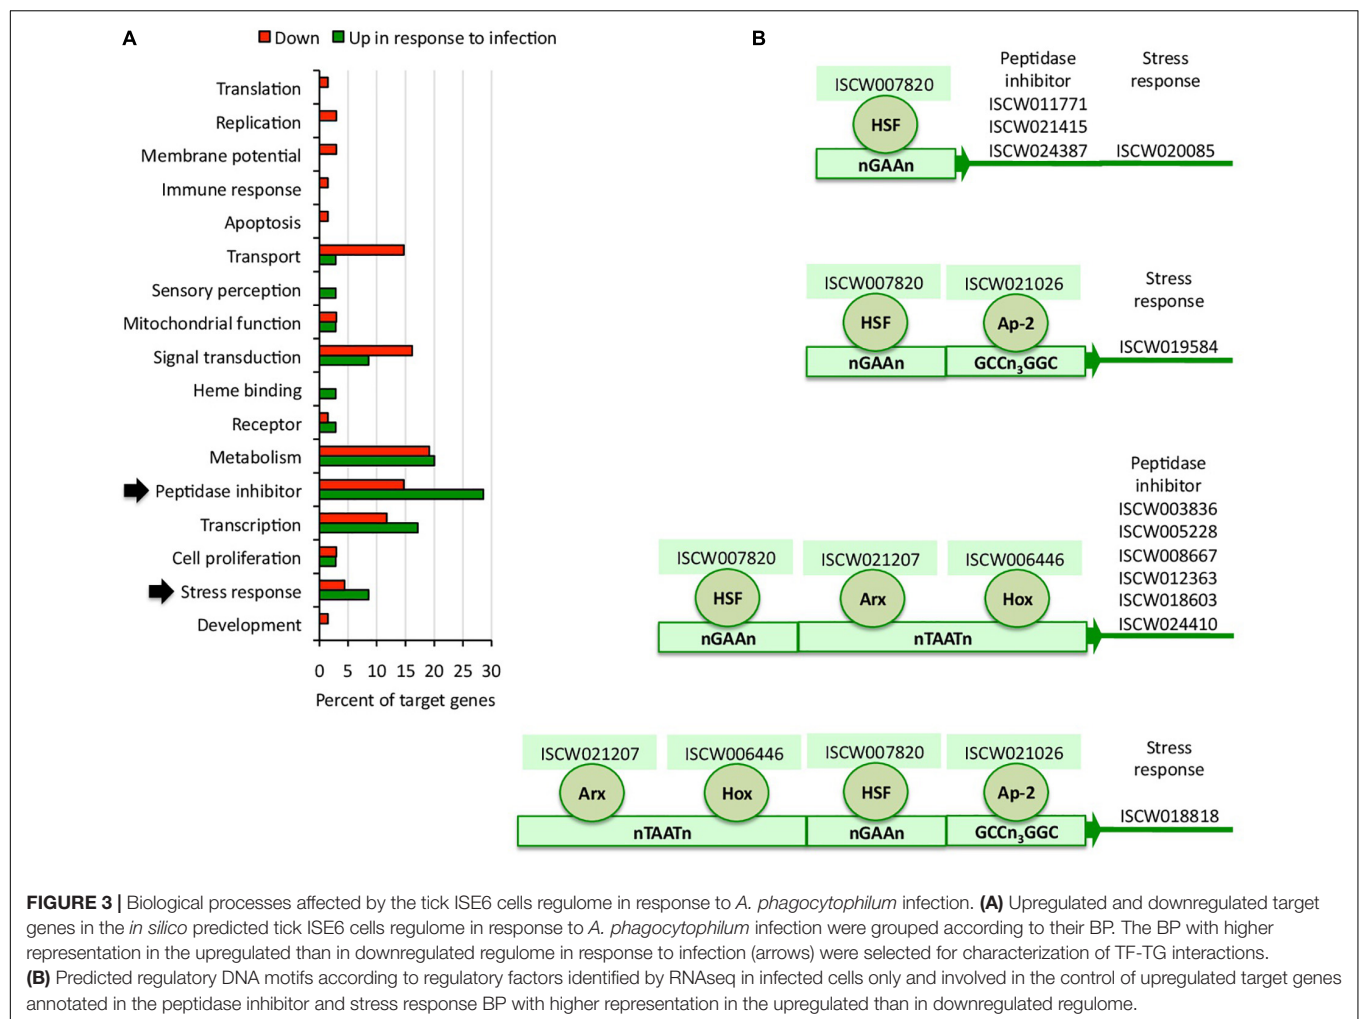 A
Down Up in response to infection
Translation
Replication
Membrane potential
Immune response
Apoptosis
Transport
Sensory perception
Mitochondrial function
Signal transduction
Heme binding
Receptor
Metabolism
Peptidase inhibitor
Transcription
Cell proliferation
Stress response
Development
0 5 10 15 20 25 30
Percent of target genes
B
ISCW007820
HSF
nGAAn
Peptidase
inhibitor
ISCW011771
ISCW021415
ISCW024387
Stress
response
ISCW020085
ISCW007820 ISCW021026
HSF Ap-2
nGAAn GCCn₃GGC
Stress
response
ISCW019584
ISCW007820 ISCW021207 ISCW006446
HSF Arx Hox
nGAAn nTAATn
Peptidase
inhibitor
ISCW003836
ISCW005228
ISCW008667
ISCW012363
ISCW018603
ISCW024410
ISCW021207 ISCW006446 ISCW007820 ISCW021026
Arx Hox HSF Ap-2
nTAATn nGAAn GCCn₃GGC
Stress
response
ISCW018818
FIGURE 3 | Biological processes affected by the tick ISE6 cells regulome in response to A. phagocytophilum infection. (A) Upregulated and downregulated target
genes in the in silico predicted tick ISE6 cells regulome in response to A. phagocytophilum infection were grouped according to their BP. The BP with higher
representation in the upregulated than in downregulated regulome in response to infection (arrows) were selected for characterization of TF-TG interactions.
(B) Predicted regulatory DNA motifs according to regulatory factors identified by RNAseq in infected cells only and involved in the control of upregulated target genes
annotated in the peptidase inhibitor and stress response BP with higher representation in the upregulated than in downregulated regulome.